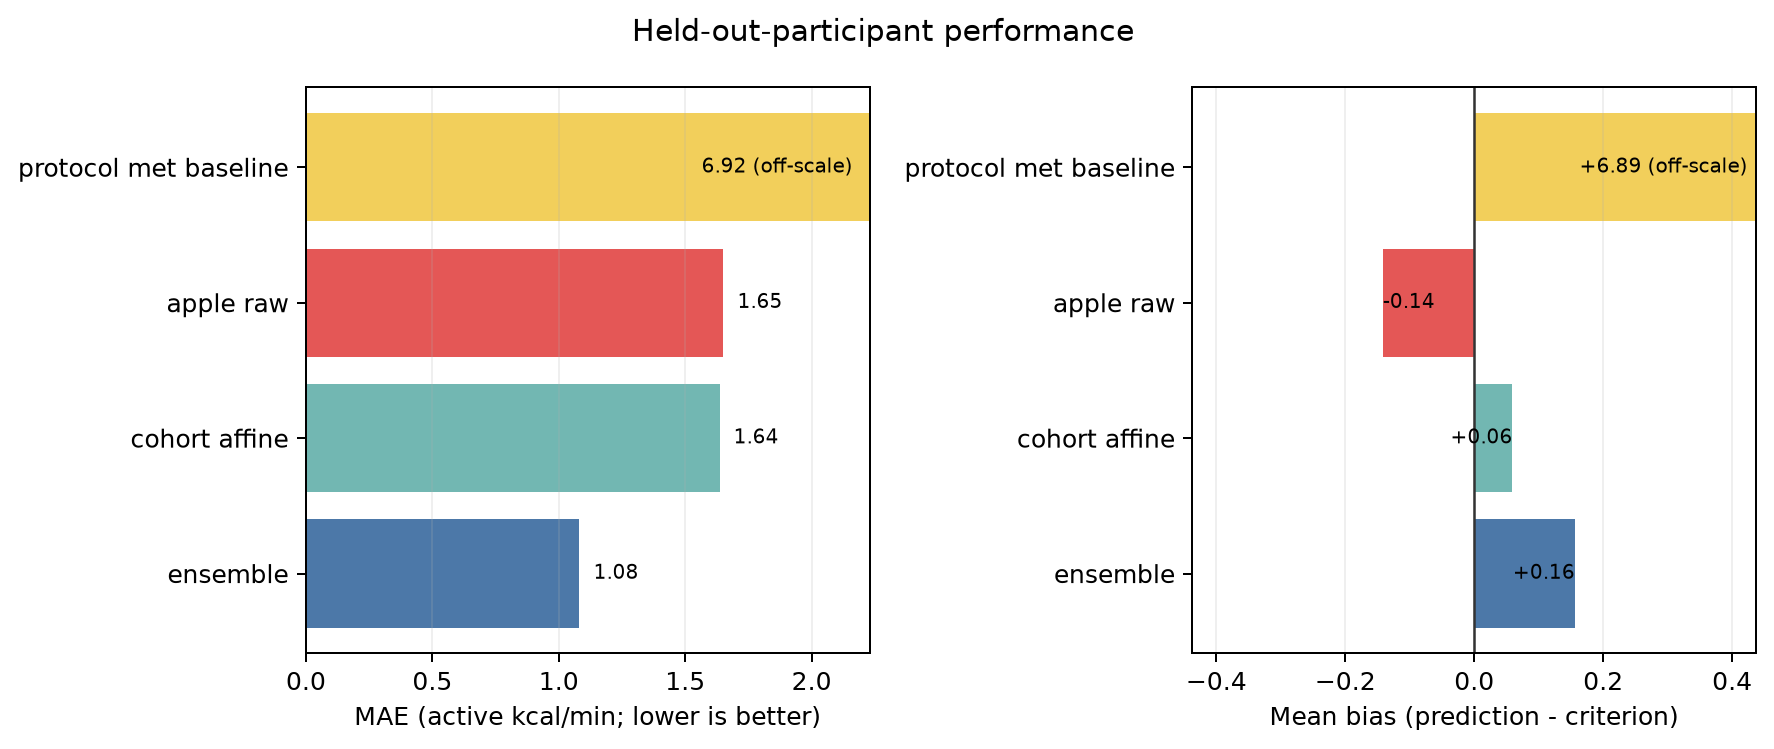 Held-out-participant performance
protocol met baseline
6.92 (off-scale)
apple raw
1.65
cohort affine
1.64
ensemble
1.08
0.0 0.5 1.0 1.5 2.0
MAE (active kcal/min; lower is better)
protocol met baseline
+6.89 (off-scale)
apple raw
-0.14
cohort affine
+0.06
ensemble
+0.16
−0.4 −0.2 0.0 0.2 0.4
Mean bias (prediction - criterion)